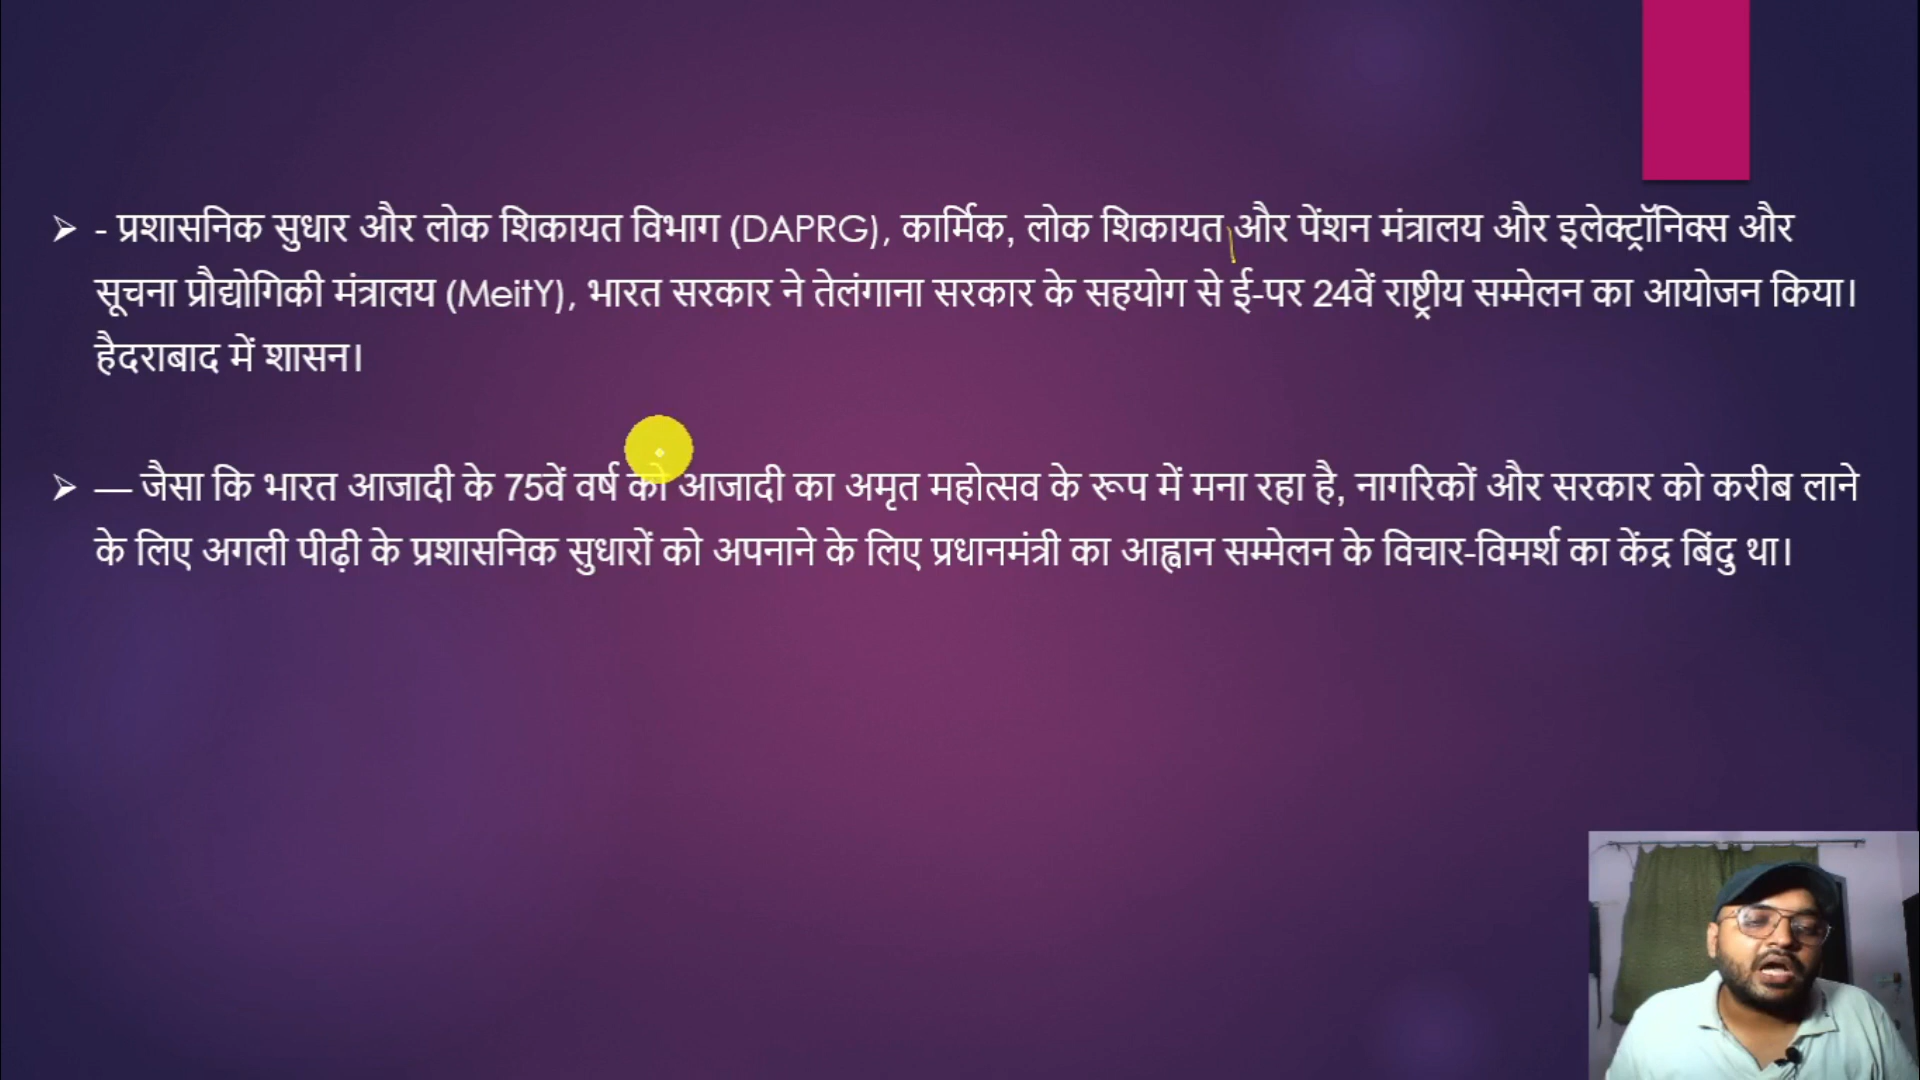 ➢ - प्रशासनिक सुधार और लोक शिकायत विभाग (DAPRG), कार्मिक, लोक शिकायत और पेंशन मंत्रालय और इलेक्ट्रॉनिक्स और
सूचना प्रौद्योगिकी मंत्रालय (MeitY), भारत सरकार ने तेलंगाना सरकार के सहयोग से ई-पर 24वें राष्ट्रीय सम्मेलन का आयोजन किया।
हैदराबाद में शासन।
➢ — जैसा कि भारत आजादी के 75वें वर्ष को आजादी का अमृत महोत्सव के रूप में मना रहा है, नागरिकों और सरकार को करीब लाने
के लिए अगली पीढ़ी के प्रशासनिक सुधारों को अपनाने के लिए प्रधानमंत्री का आह्वान सम्मेलन के विचार-विमर्श का केंद्र बिंदु था।